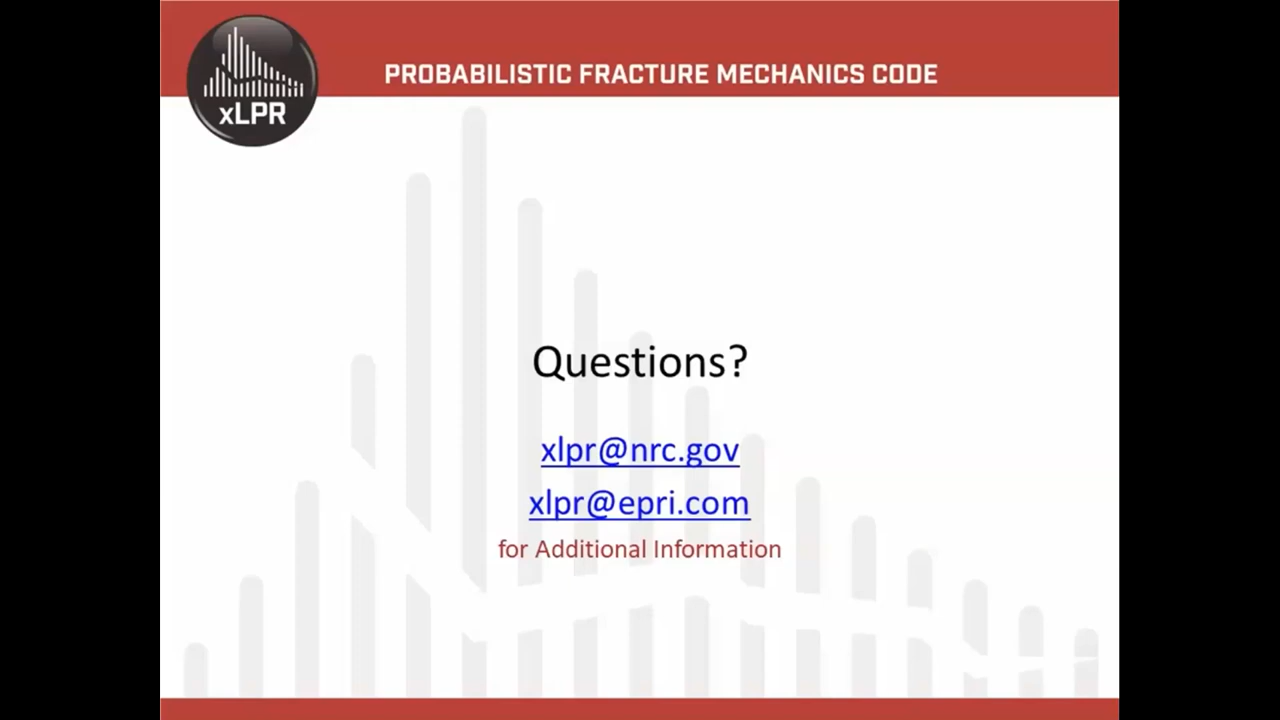 PROBABILISTIC FRACTURE MECHANICS CODE
xLPR
Questions?
xlpr@nrc.gov
xlpr@epri.com
for Additional Information